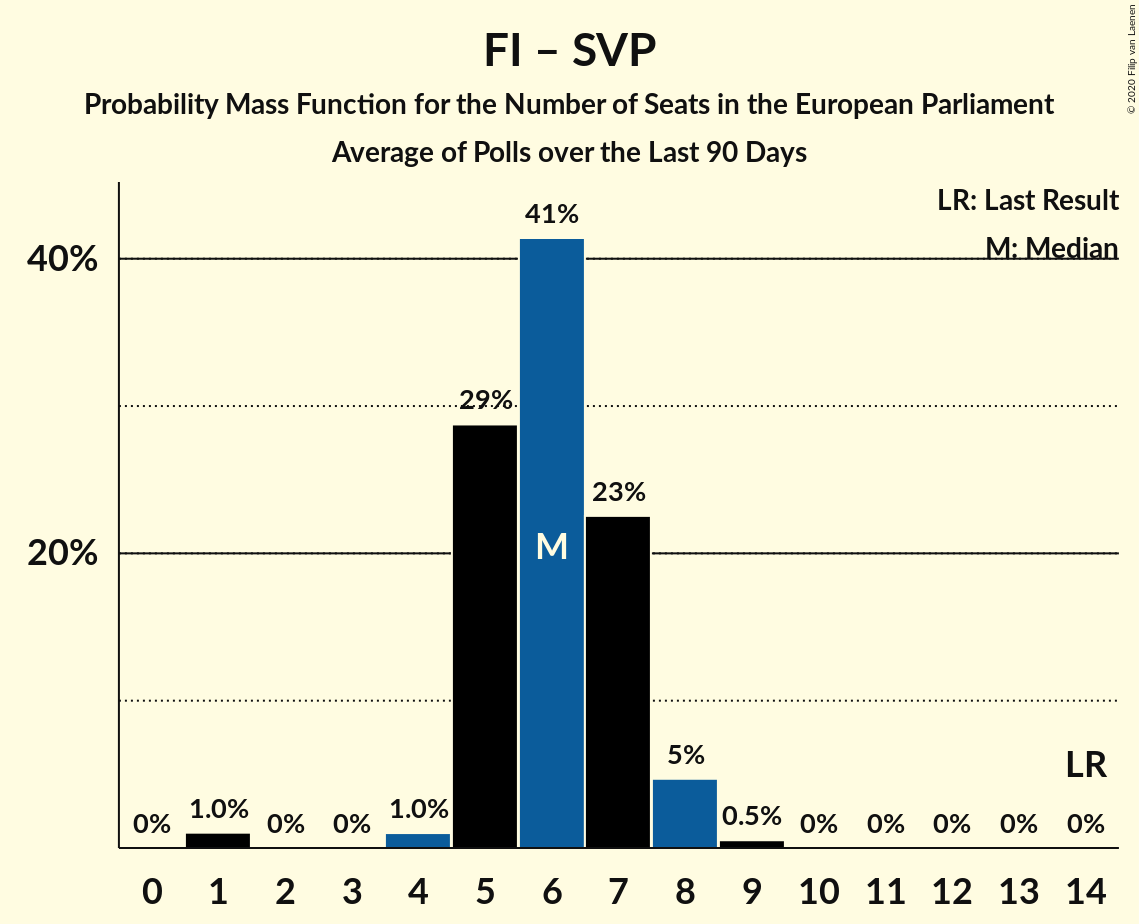 FI – SVP
Probability Mass Function for the Number of Seats in the European Parliament
Average of Polls over the Last 90 Days
© 2020 Filip van Laenen
LR: Last Result
M: Median
40%
20%
41%
29%
23%
M
5%
LR
0%
1.0%
0%
0%
1.0%
0.5%
0%
0%
0%
0%
0%
0 1 2 3 4 5 6 7 8 9 10 11 12 13 14